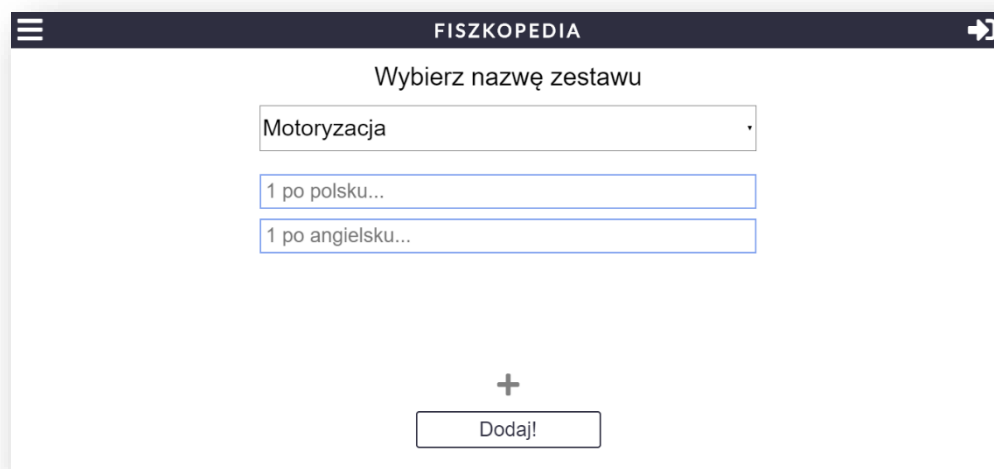 FISZKOPEDIA
Wybierz nazwę zestawu
Motoryzacja
1 po polsku...
1 po angielsku...
Dodaj!